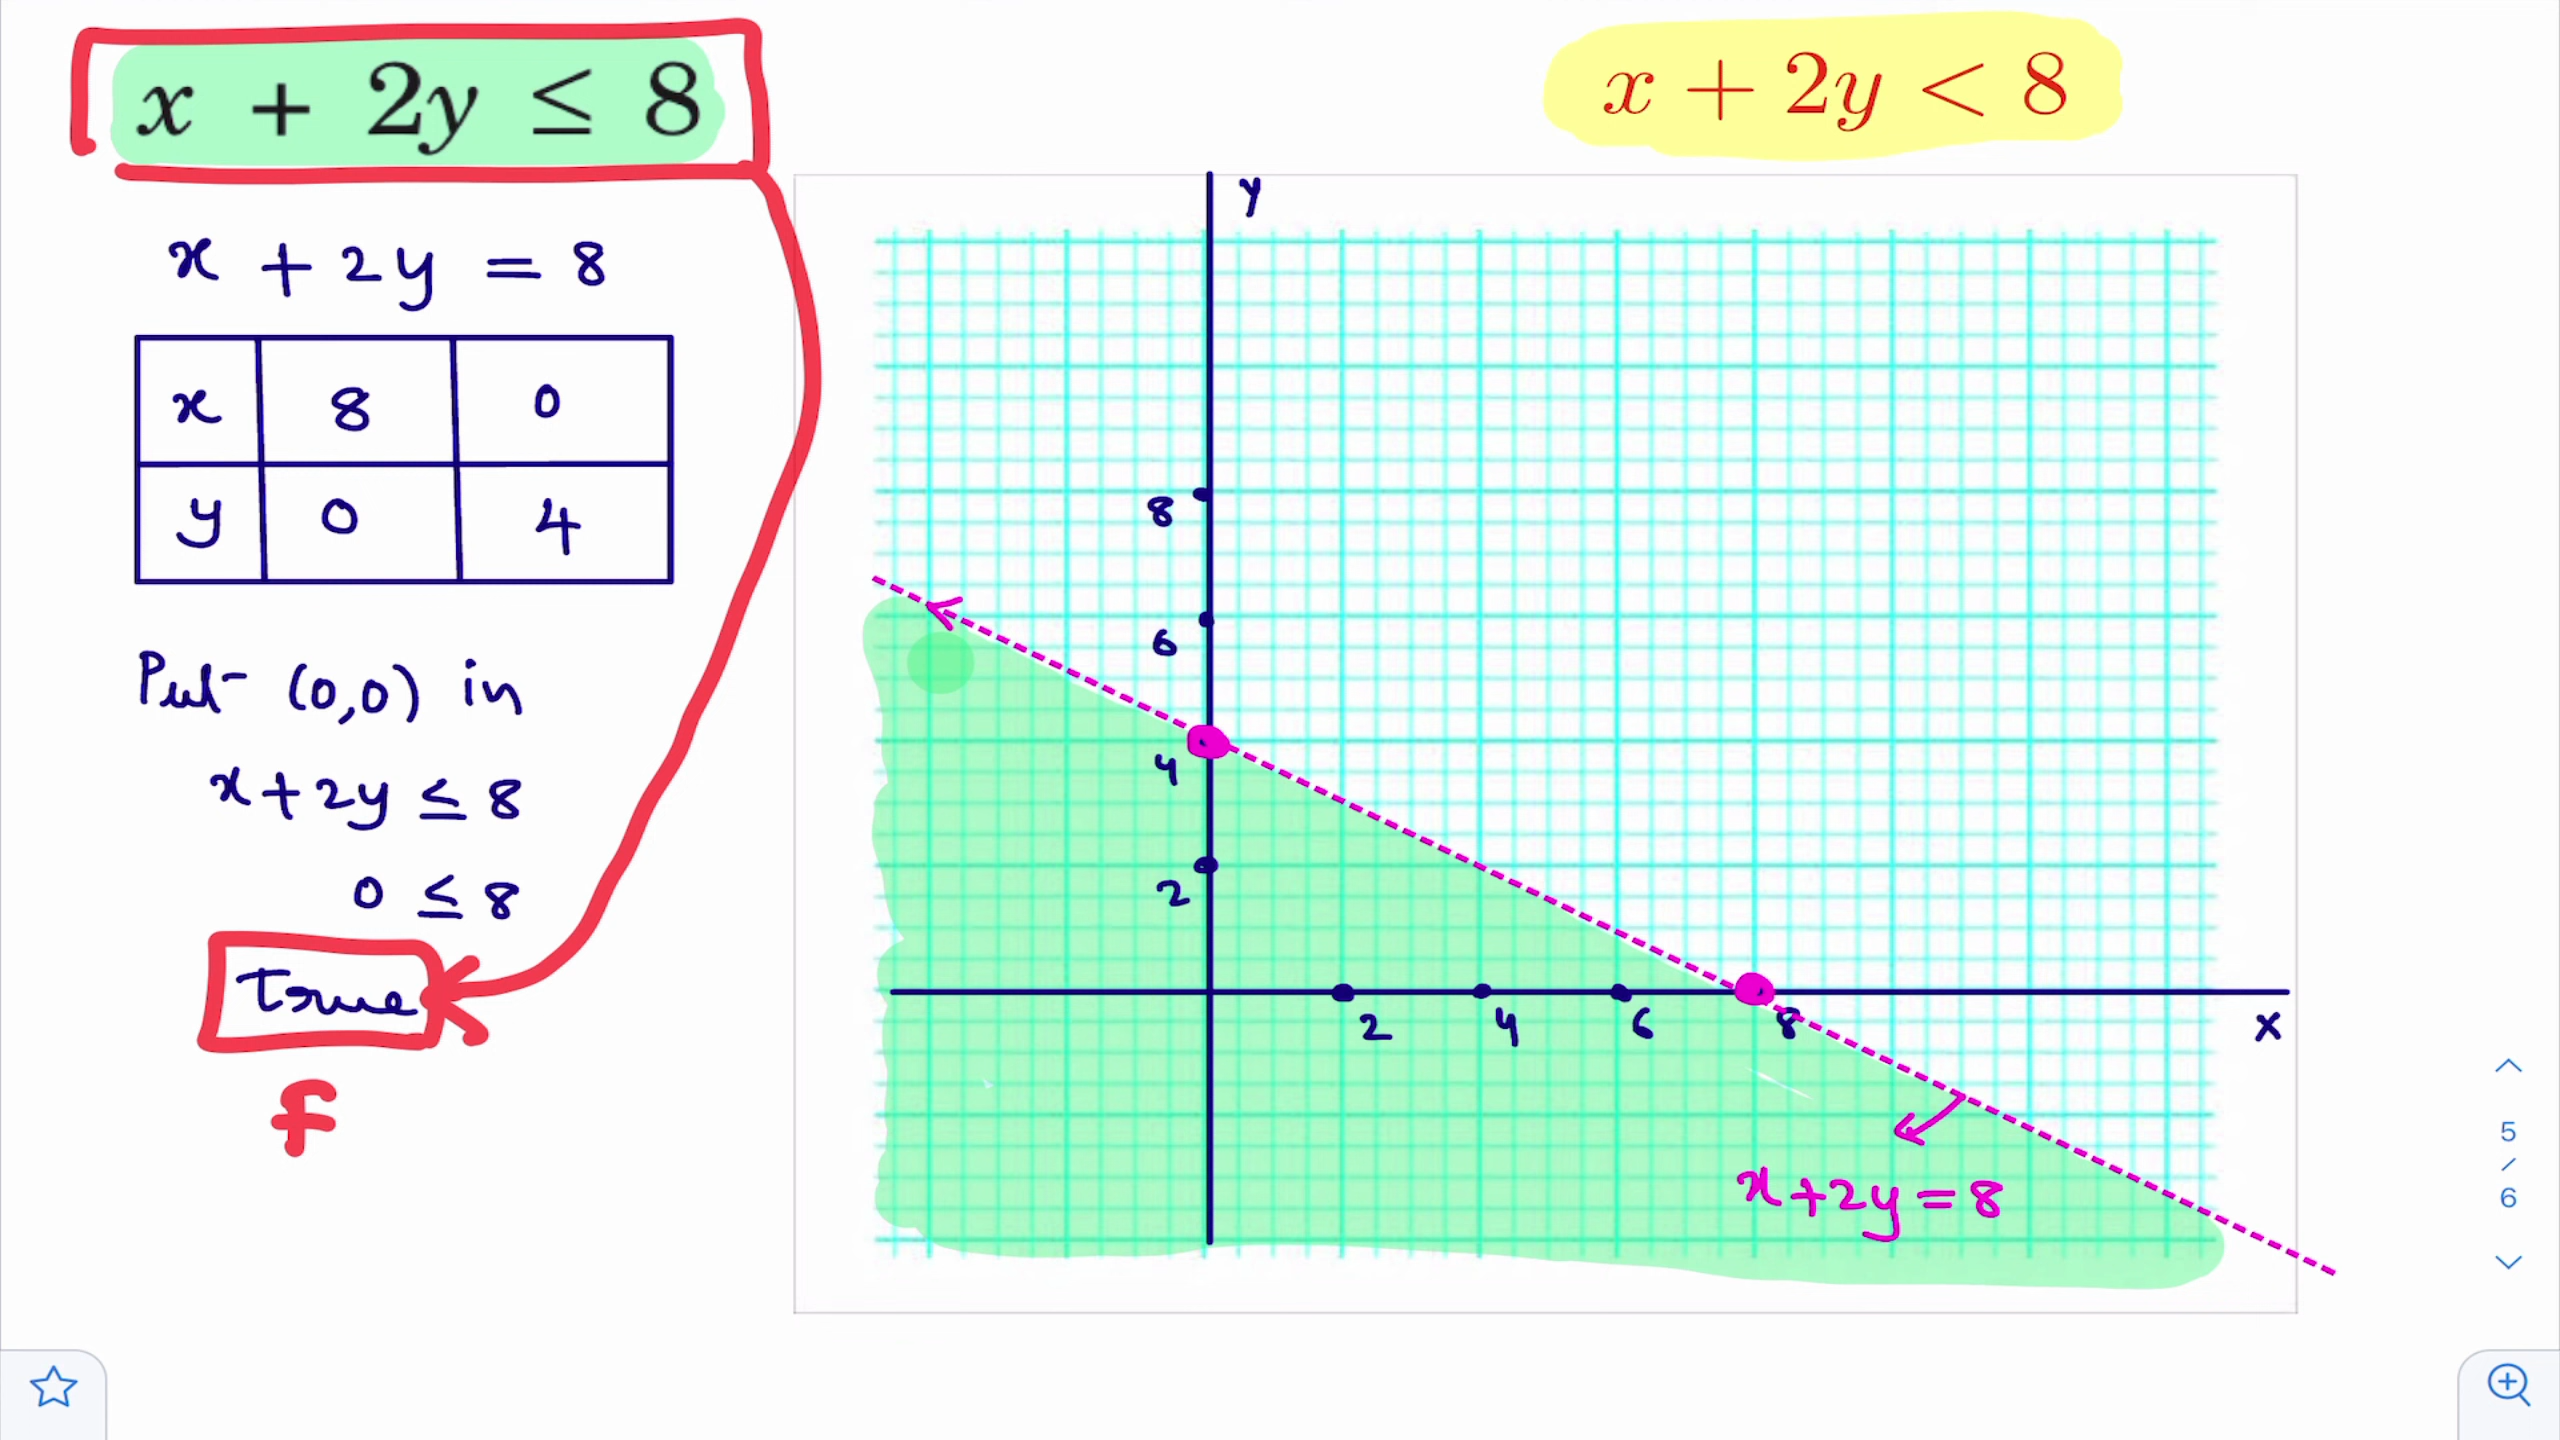 x + 2y ≤ 8
x + 2y < 8
x + 2y = 8
x 8 0
y 0 4
Put (0,0) in
x+2y ≤ 8
0 ≤ 8
True
F
y
8
6
4
2
2 4 6 8
x
x+2y=8
5
/
6